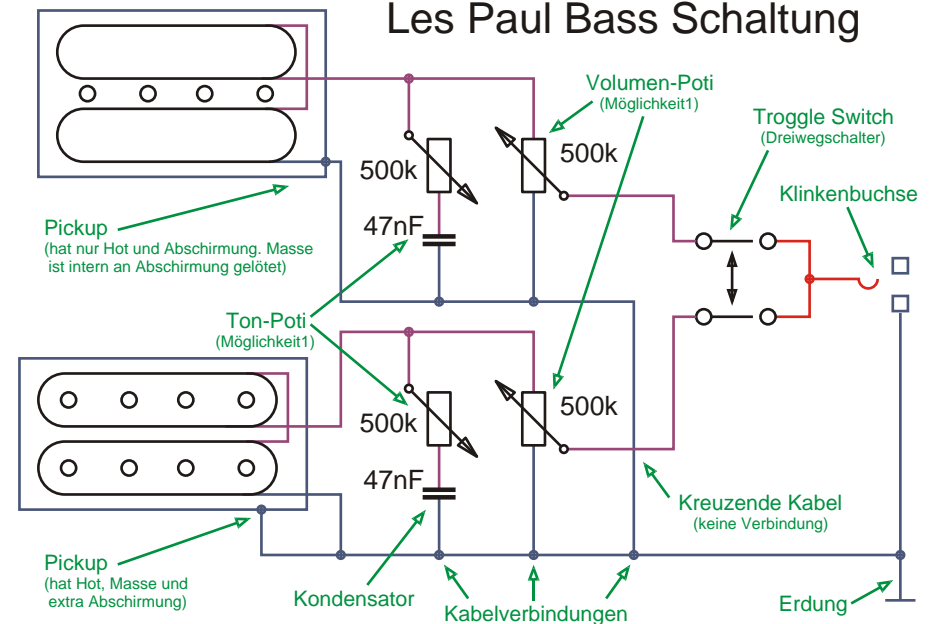 Les Paul Bass Schaltung
Volumen-Poti
(Möglichkeit1)
Troggle Switch
(Dreiwegschalter)
Klinkenbuchse
500k
500k
47nF
Pickup
(hat nur Hot und Abschirmung. Masse
ist intern an Abschirmung gelötet)
Ton-Poti
(Möglichkeit1)
500k
500k
47nF
Kreuzende Kabel
(keine Verbindung)
Pickup
(hat Hot, Masse und
extra Abschirmung)
Kondensator
Kabelverbindungen
Erdung